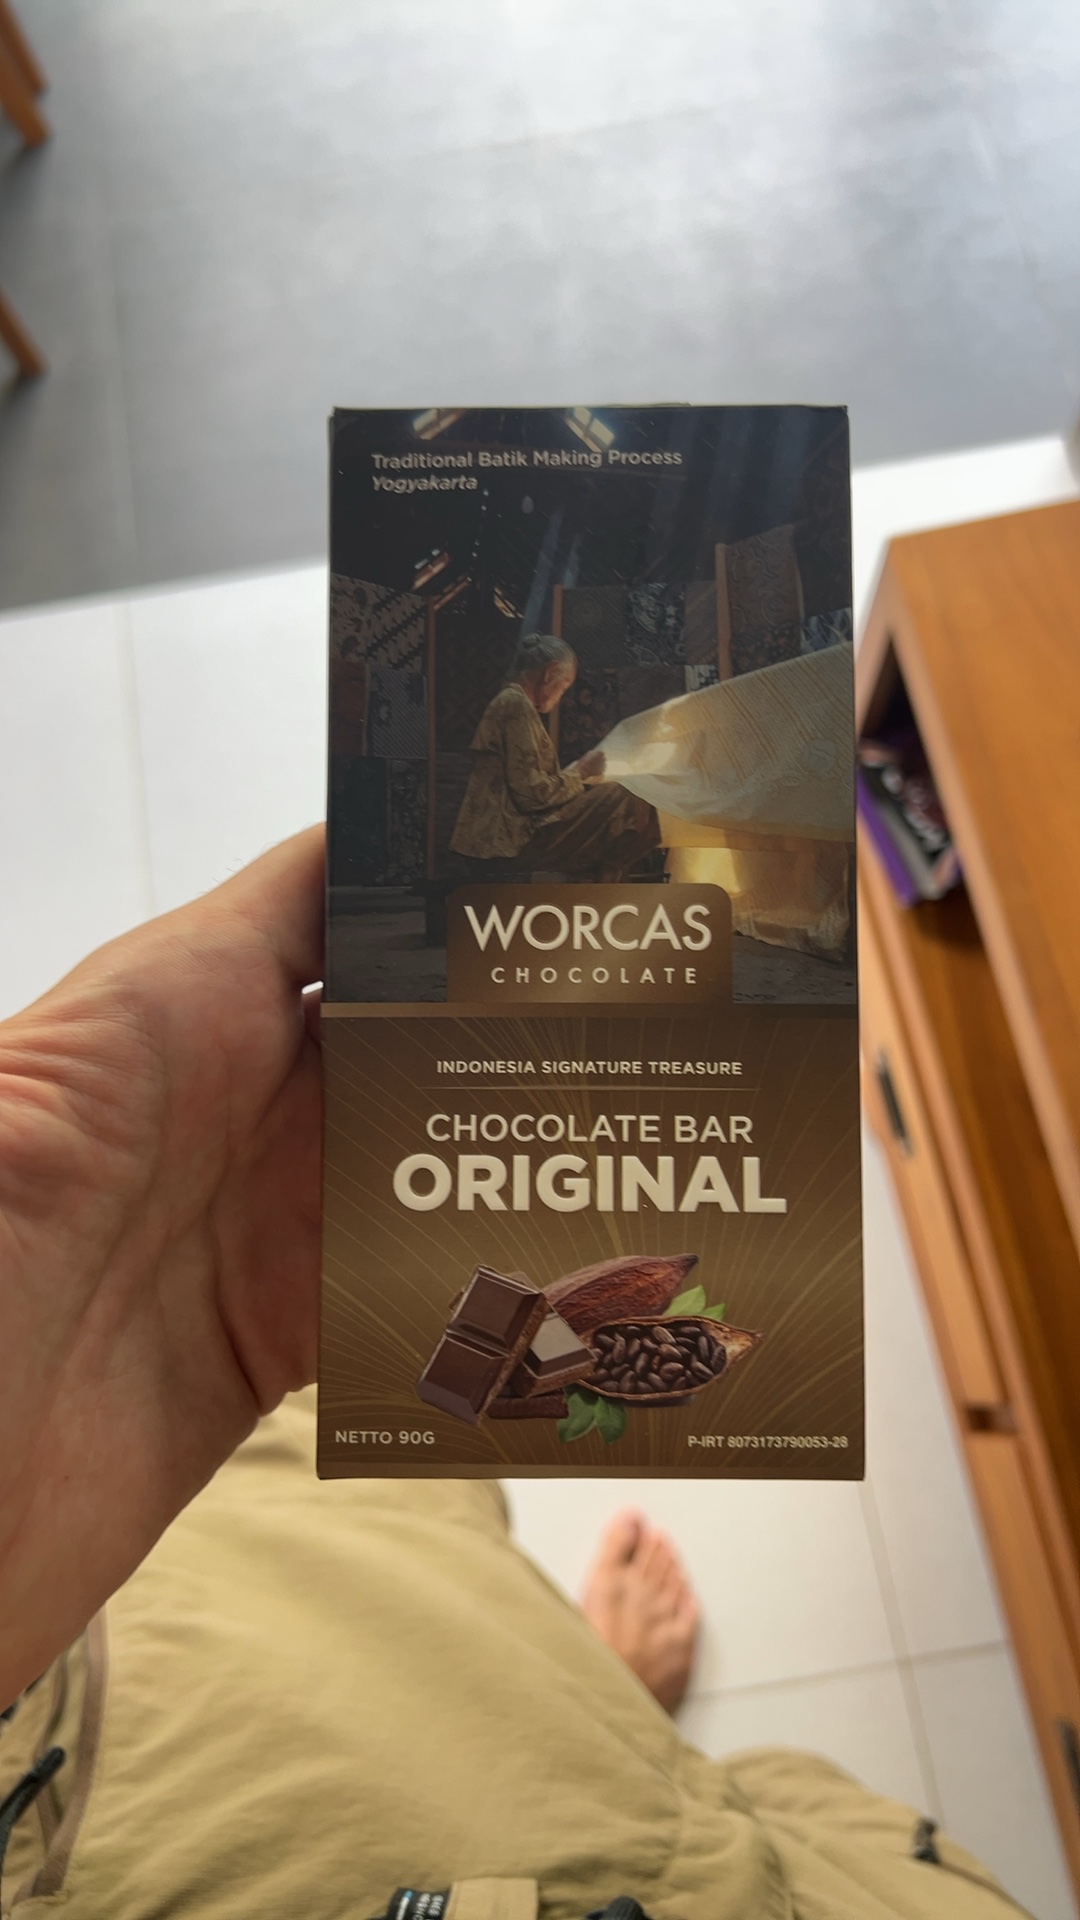 Traditional Batik Making Process
Yogyakarta
WORCAS
CHOCOLATE
INDONESIA SIGNATURE TREASURE
CHOCOLATE BAR
ORIGINAL
NETTO 90G
P-IRT 8073173790053-28